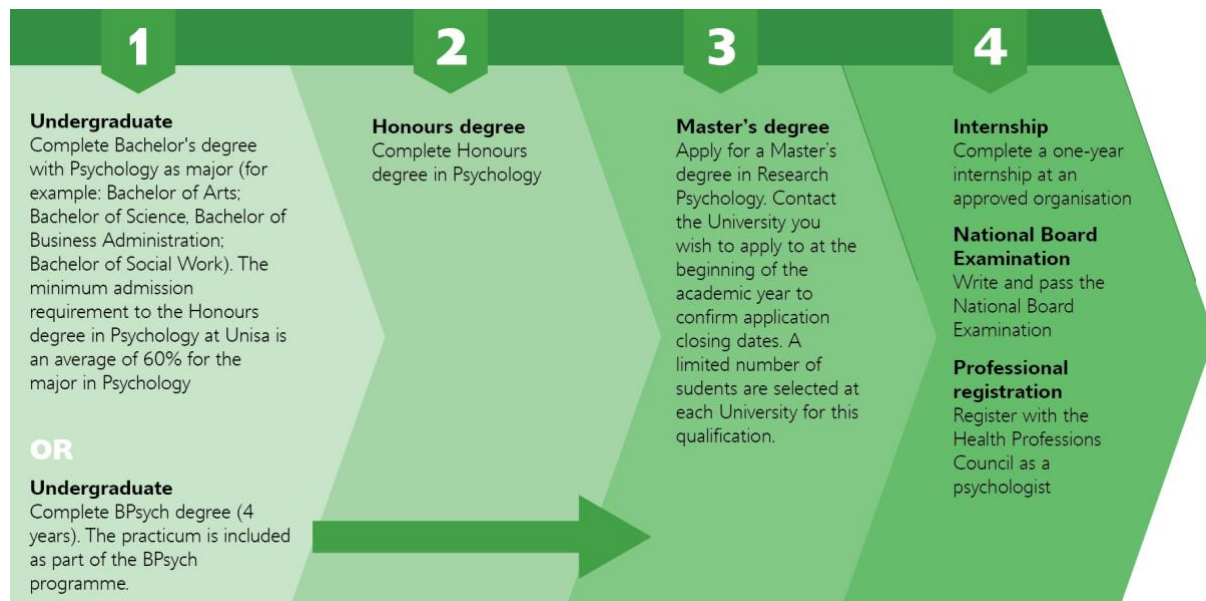 1
Undergraduate
Complete Bachelor's degree
with Psychology as major (for
example: Bachelor of Arts;
Bachelor of Science, Bachelor of
Business Administration;
Bachelor of Social Work). The
minimum admission
requirement to the Honours
degree in Psychology at Unisa is
an average of 60% for the
major in Psychology
OR
Undergraduate
Complete BPsych degree (4
years). The practicum is included
as part of the BPsych
programme.
2
Honours degree
Complete Honours
degree in Psychology
3
Master's degree
Apply for a Master's
degree in Research
Psychology. Contact
the University you
wish to apply to at the
beginning of the
academic year to
confirm application
closing dates. A
limited number of
sudents are selected at
each University for this
qualification.
4
Internship
Complete a one-year
internship at an
approved organisation
National Board
Examination
Write and pass the
National Board
Examination
Professional
registration
Register with the
Health Professions
Council as a
psychologist